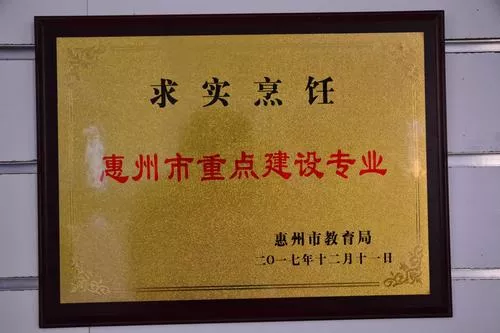 求实烹饪
惠州市重点建设专业
惠州市教育局
二〇一七年十二月十一日